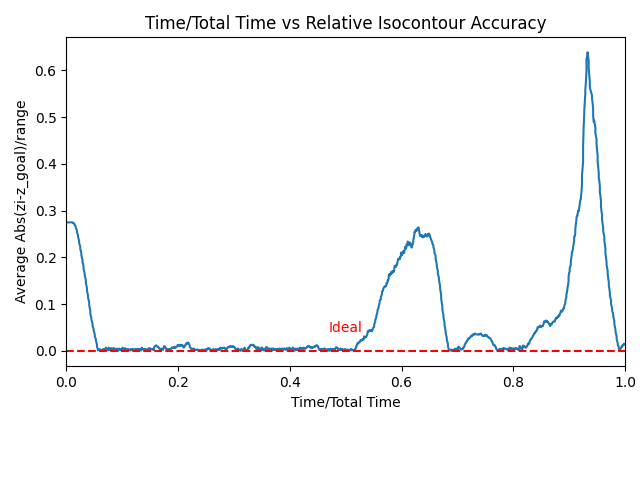 Time/Total Time vs Relative Isocontour Accuracy
Average Abs(zi-z_goal)/range
0.6
0.5
0.4
0.3
0.2
0.1
0.0
Ideal
0.0 0.2 0.4 0.6 0.8 1.0
Time/Total Time